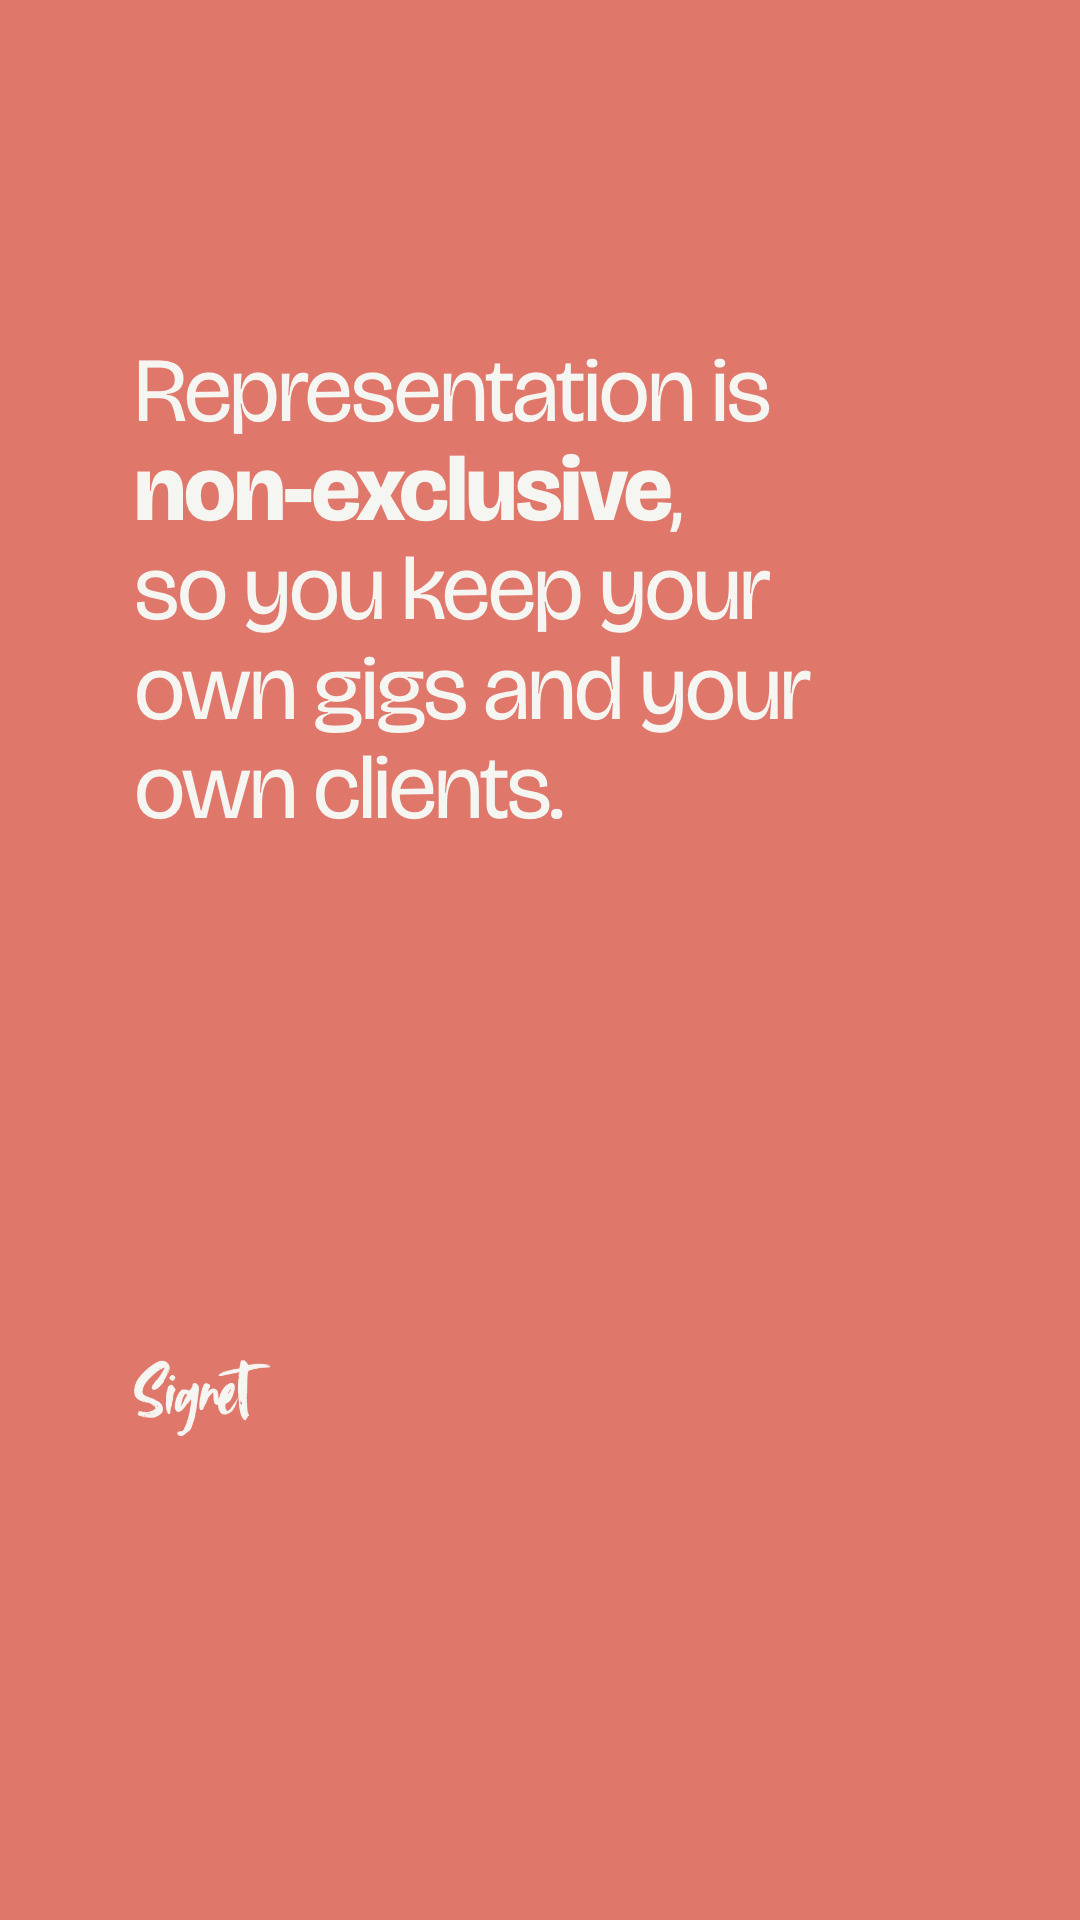 Representation is
non-exclusive,
so you keep your
own gigs and your
own clients.
Signet